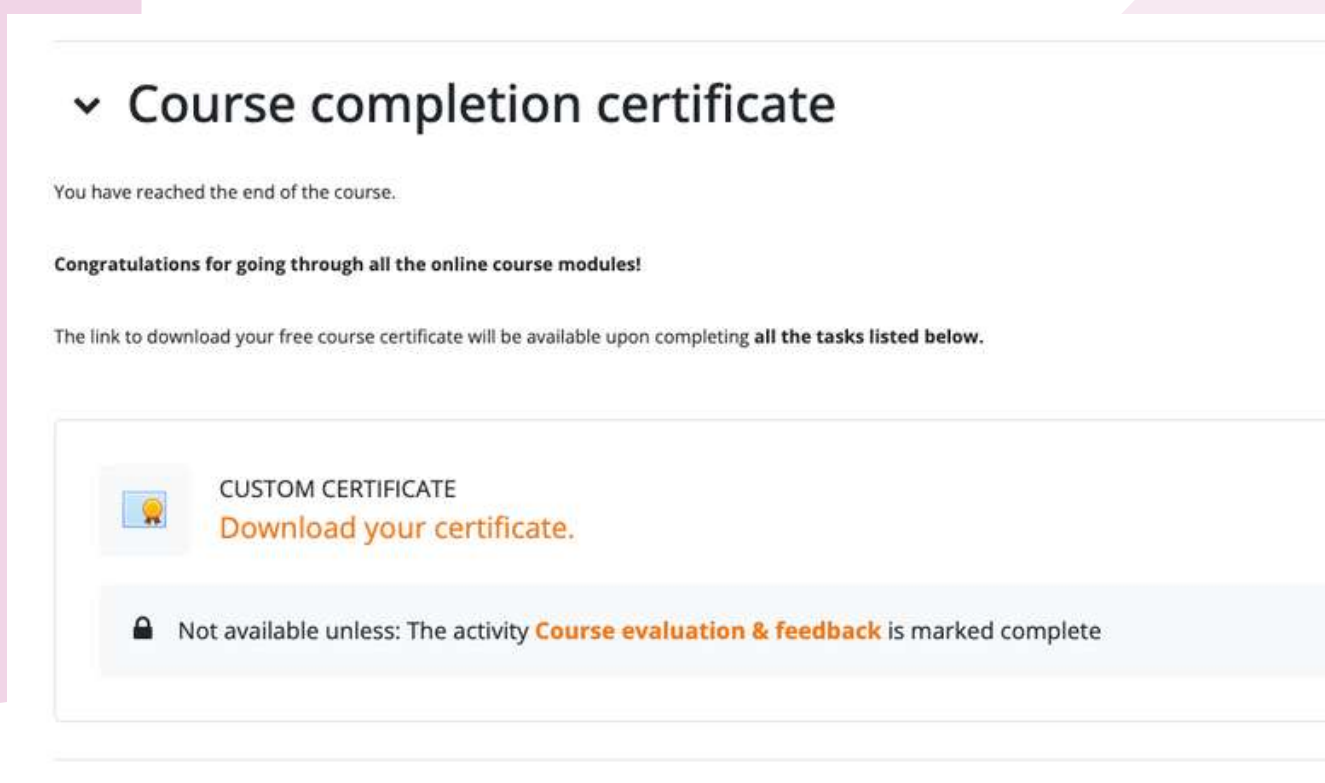 Course completion certificate
You have reached the end of the course.
Congratulations for going through all the online course modules!
The link to download your free course certificate will be available upon completing all the tasks listed below.
CUSTOM CERTIFICATE
Download your certificate.
Not available unless: The activity Course evaluation & feedback is marked complete